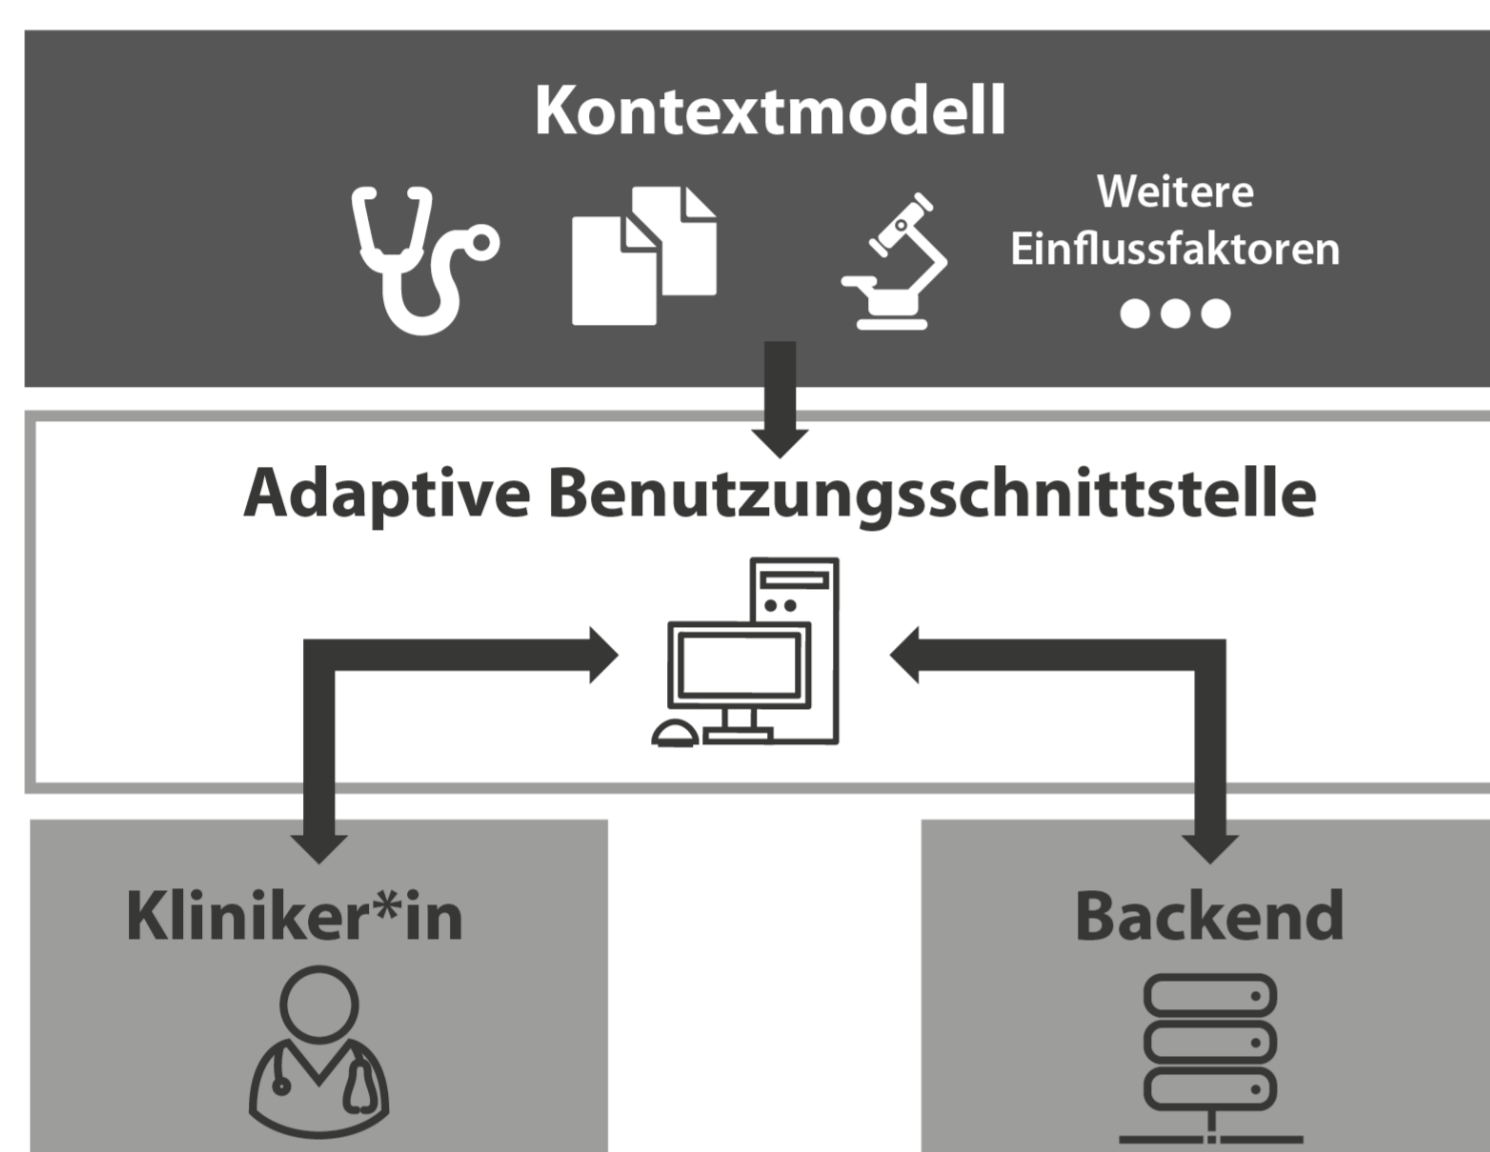 Kontextmodell
Weitere
Einflussfaktoren
Adaptive Benutzungsschnittstelle
Kliniker*in
Backend